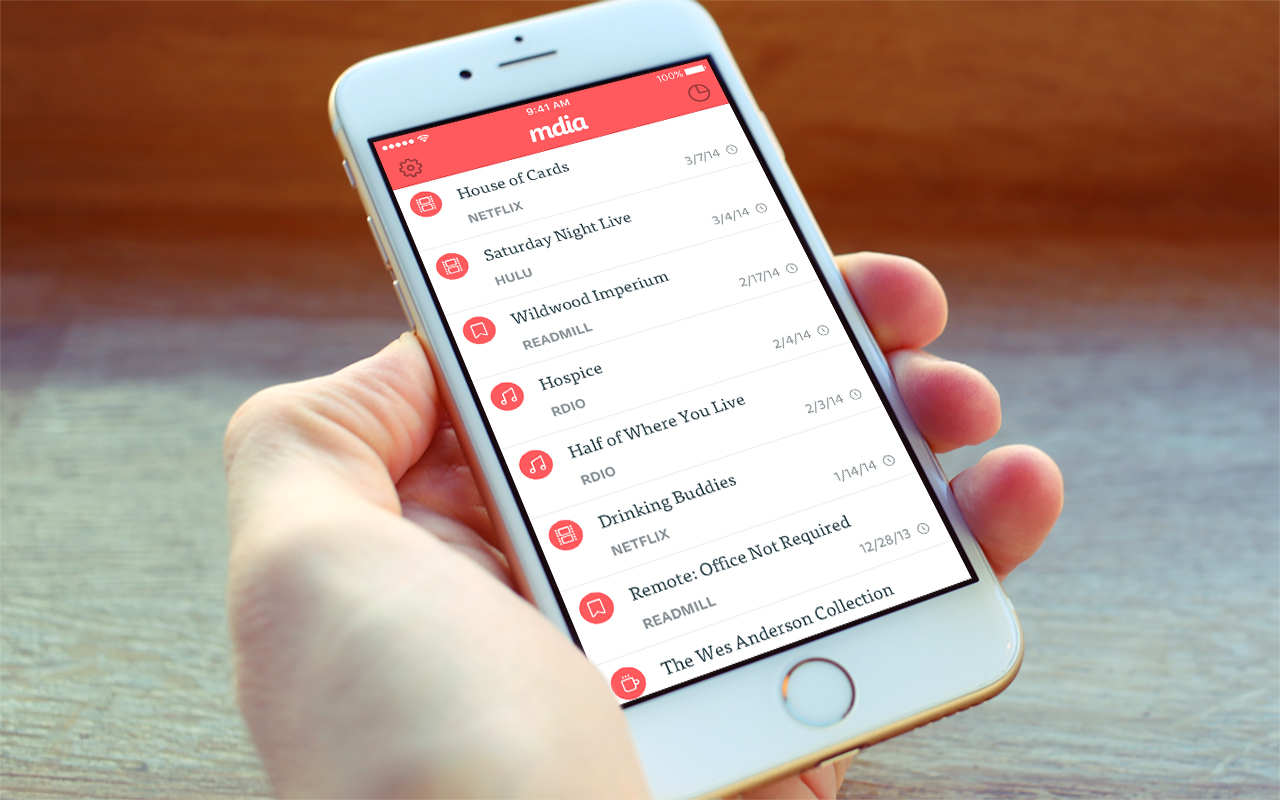 9:41 AM
100%
mdia
House of Cards
3/7/14
NETFLIX
Saturday Night Live
3/4/14
HULU
Wildwood Imperium
2/17/14
READMILL
Hospice
2/4/14
RDIO
Half of Where You Live
2/3/14
RDIO
Drinking Buddies
1/14/14
NETFLIX
Remote: Office Not Required
12/28/13
READMILL
The Wes Anderson Collection